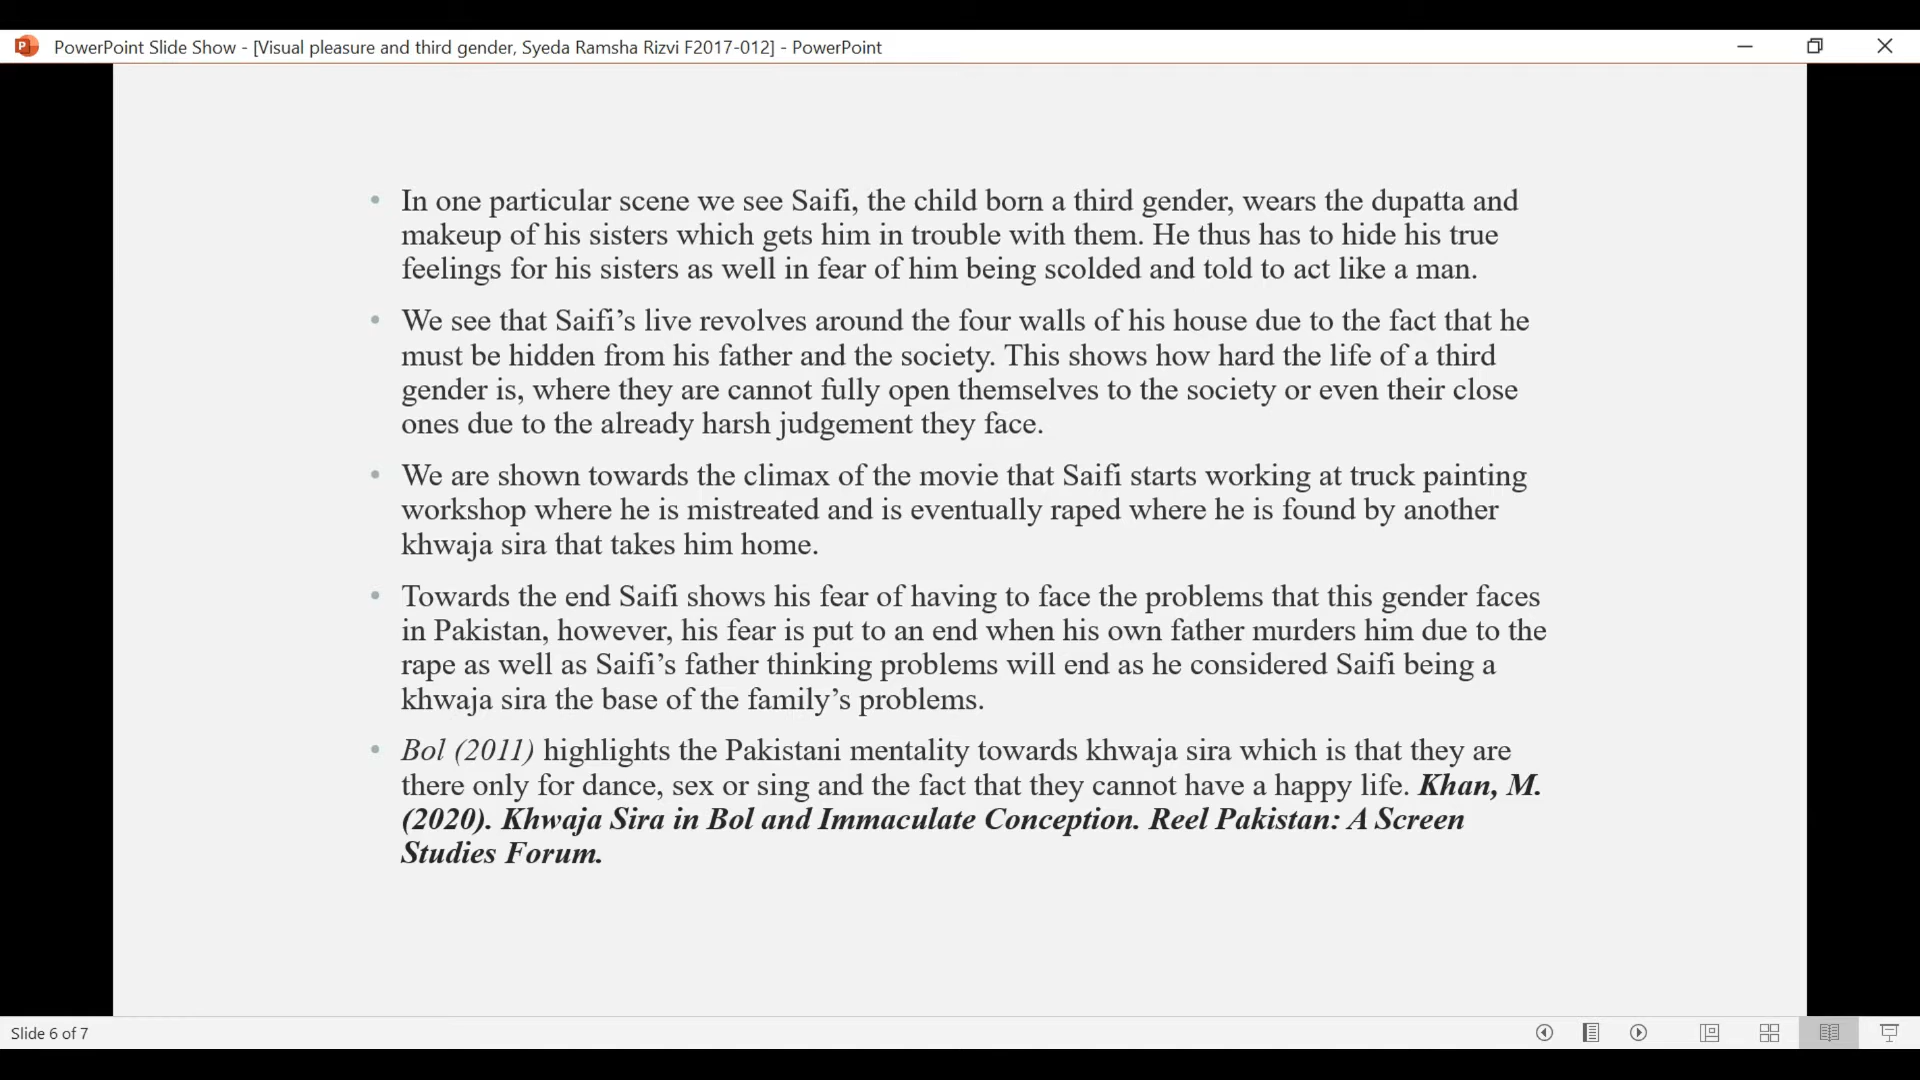 PowerPoint Slide Show - [Visual pleasure and third gender, Syeda Ramsha Rizvi F2017-012] - PowerPoint
• In one particular scene we see Saifi, the child born a third gender, wears the dupatta and
makeup of his sisters which gets him in trouble with them. He thus has to hide his true
feelings for his sisters as well in fear of him being scolded and told to act like a man.
• We see that Saifi’s live revolves around the four walls of his house due to the fact that he
must be hidden from his father and the society. This shows how hard the life of a third
gender is, where they are cannot fully open themselves to the society or even their close
ones due to the already harsh judgement they face.
• We are shown towards the climax of the movie that Saifi starts working at truck painting
workshop where he is mistreated and is eventually raped where he is found by another
khwaja sira that takes him home.
• Towards the end Saifi shows his fear of having to face the problems that this gender faces
in Pakistan, however, his fear is put to an end when his own father murders him due to the
rape as well as Saifi’s father thinking problems will end as he considered Saifi being a
khwaja sira the base of the family’s problems.
• Bol (2011) highlights the Pakistani mentality towards khwaja sira which is that they are
there only for dance, sex or sing and the fact that they cannot have a happy life. Khan, M.
(2020). Khwaja Sira in Bol and Immaculate Conception. Reel Pakistan: A Screen
Studies Forum.
Slide 6 of 7